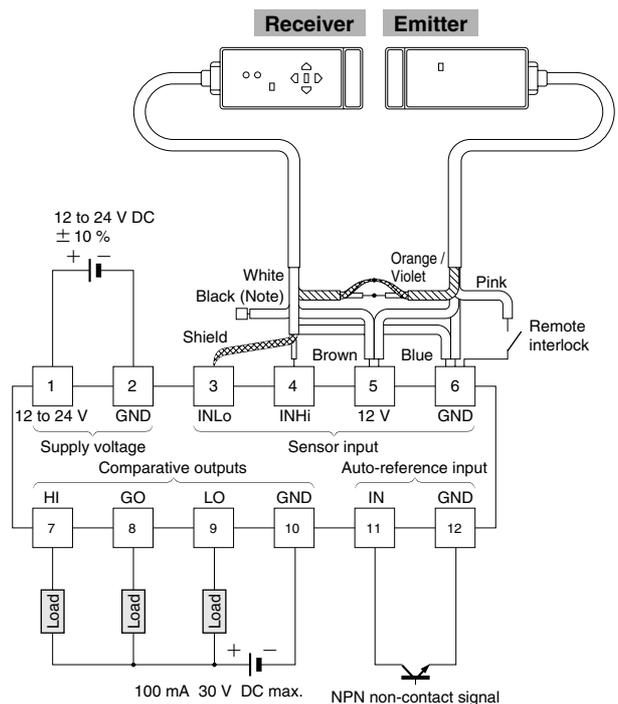 Receiver Emitter
12 to 24 V DC
± 10 %
+ −
White
Orange /
Violet
Pink
Black (Note)
Shield
Brown
Blue
Remote
interlock
1 2 3 4 5 6
12 to 24 V GND INLo INHi 12 V GND
Supply voltage Sensor input
Comparative outputs Auto-reference input
HI GO LO GND IN GND
7 8 9 10 11 12
Load Load Load
+ −
100 mA 30 V DC max.
NPN non-contact signal